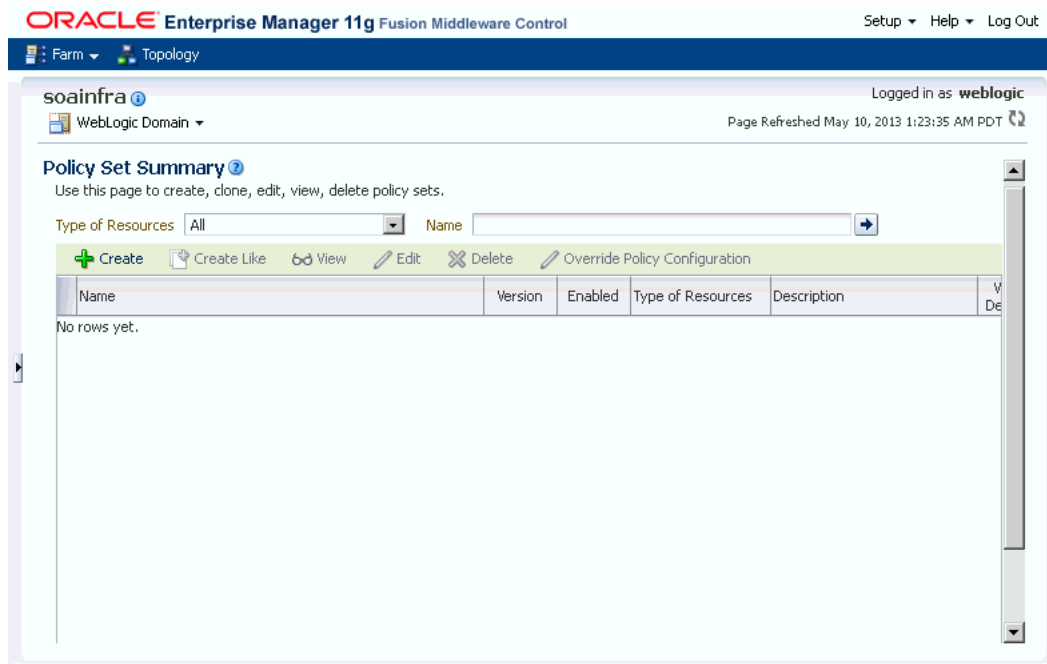 ORACLE Enterprise Manager 11g Fusion Middleware Control
Setup Help Log Out
Farm Topology
soainfra
Logged in as weblogic
WebLogic Domain
Page Refreshed May 10, 2013 1:23:35 AM PDT
Policy Set Summary
Use this page to create, clone, edit, view, delete policy sets.
Type of Resources All Name
Create Create Like View Edit Delete Override Policy Configuration
Name Version Enabled Type of Resources Description
No rows yet.